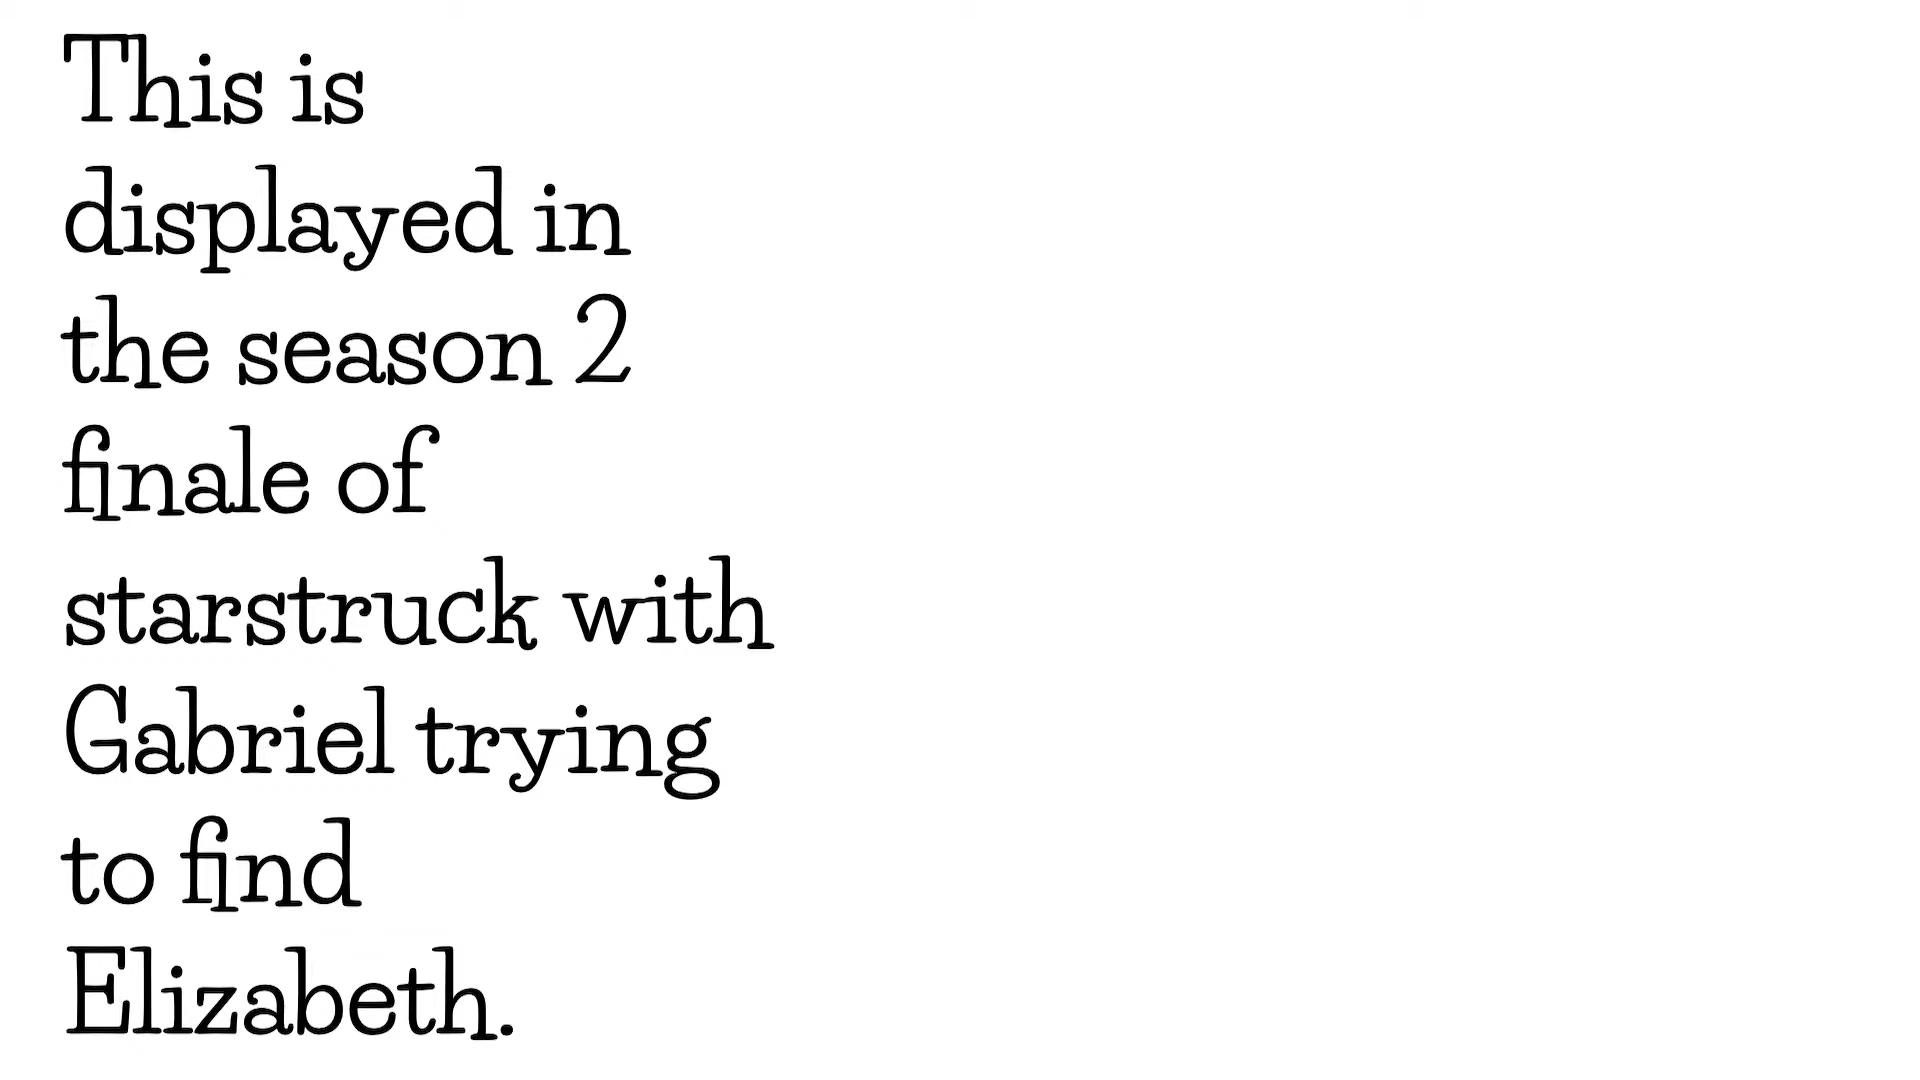 This is
displayed in
the season 2
finale of
starstruck with
Gabriel trying
to find
Elizabeth.